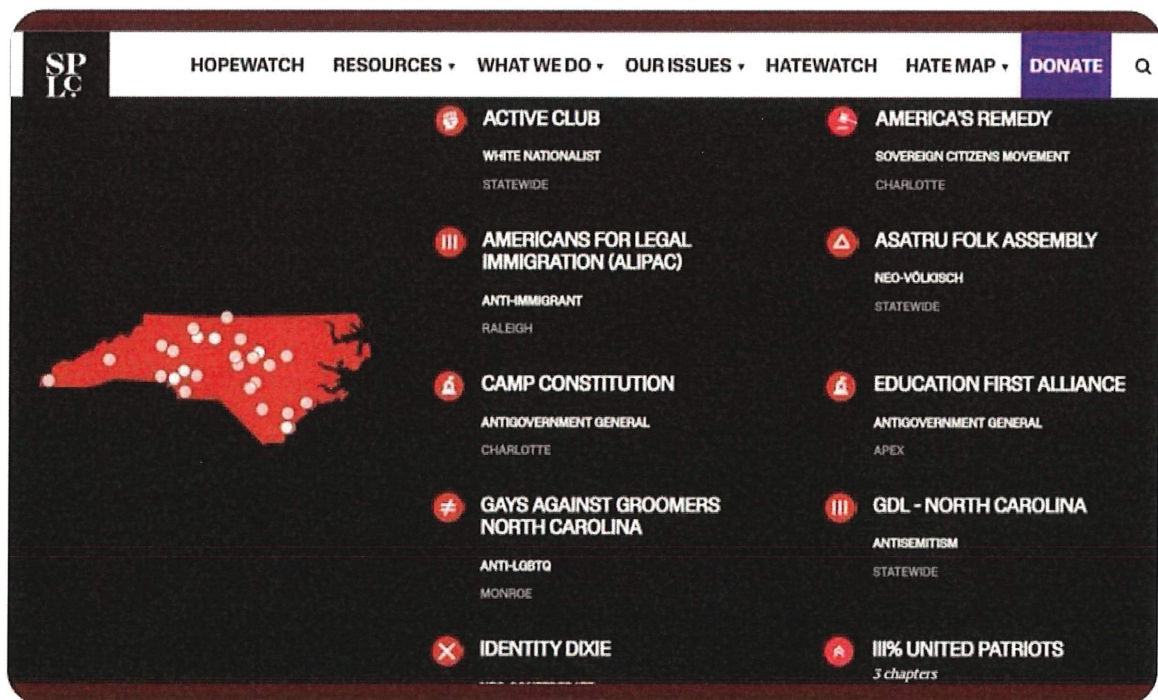 SP
LC
HOPEWATCH RESOURCES WHAT WE DO OUR ISSUES HATEWATCH HATE MAP DONATE
ACTIVE CLUB
WHITE NATIONALIST
STATEWIDE
AMERICA'S REMEDY
SOVEREIGN CITIZENS MOVEMENT
CHARLOTTE
AMERICANS FOR LEGAL
IMMIGRATION (ALIPAC)
ANTI-IMMIGRANT
RALEIGH
ASATRU FOLK ASSEMBLY
NEO-VÖLKISCH
STATEWIDE
CAMP CONSTITUTION
ANTIGOVERNMENT GENERAL
CHARLOTTE
EDUCATION FIRST ALLIANCE
ANTIGOVERNMENT GENERAL
APEX
GAYS AGAINST GROOMERS
NORTH CAROLINA
ANTI-LGBTQ
MONROE
GDL - NORTH CAROLINA
ANTISEMITISM
STATEWIDE
IDENTITY DIXIE
III% UNITED PATRIOTS
3 chapters